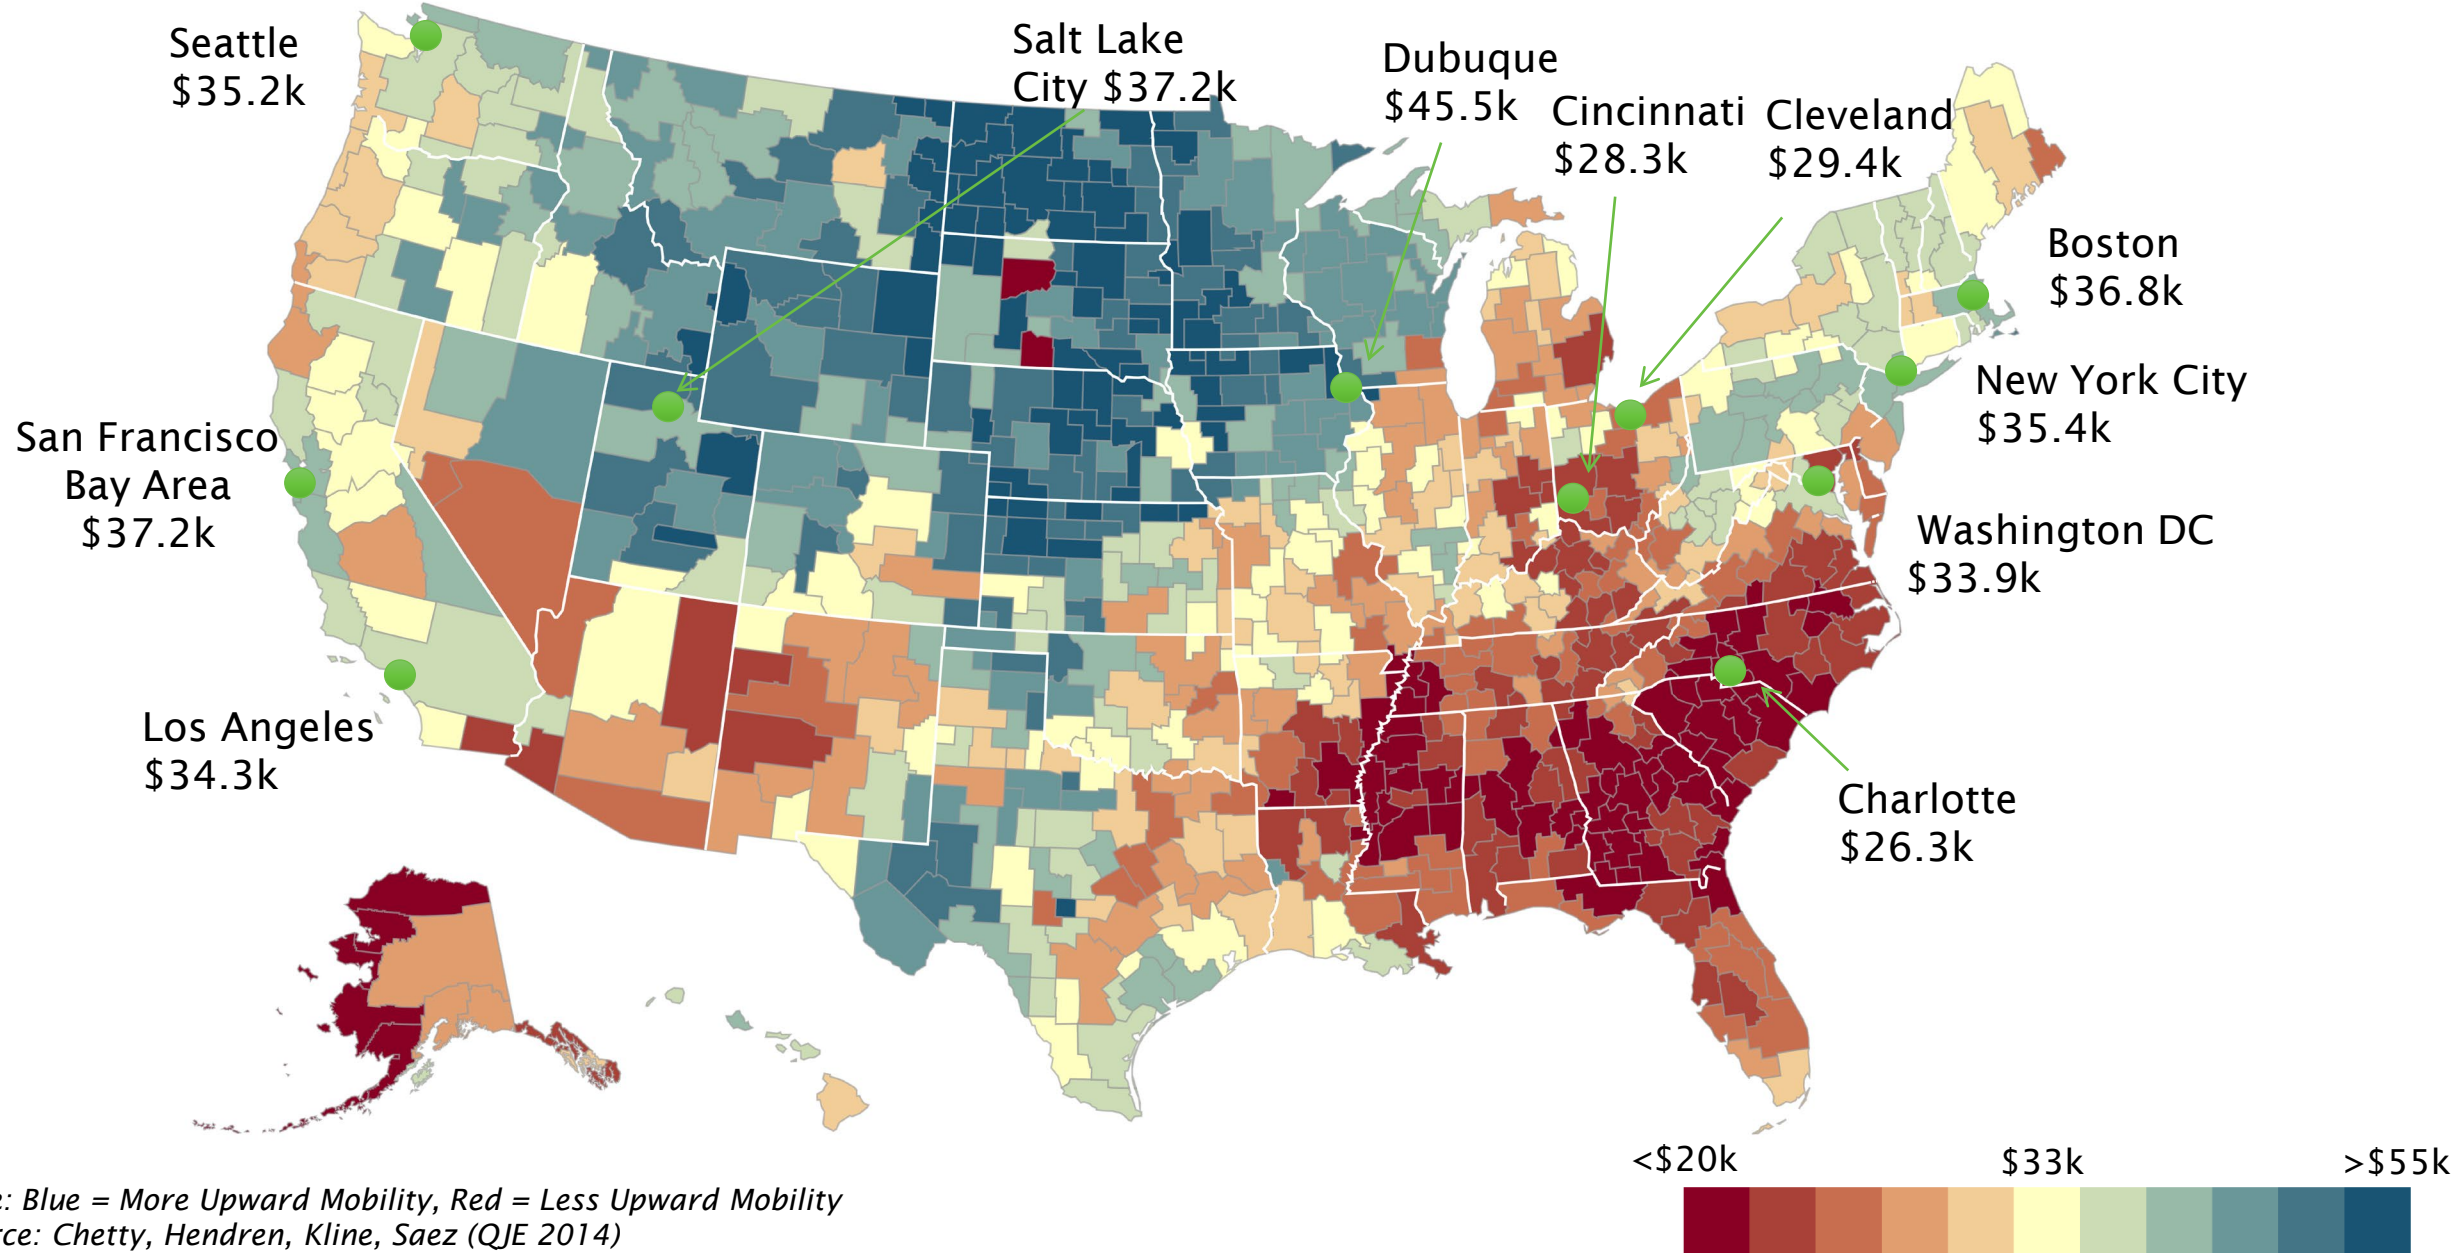 Seattle
$35.2k
Salt Lake
City $37.2k
Dubuque
$45.5k
Cincinnati
$28.3k
Cleveland
$29.4k
Boston
$36.8k
New York City
$35.4k
San Francisco
Bay Area
$37.2k
Washington DC
$33.9k
Los Angeles
$34.3k
Charlotte
$26.3k
<$20k
$33k
>$55k
e: Blue = More Upward Mobility, Red = Less Upward Mobility
rce: Chetty, Hendren, Kline, Saez (QJE 2014)